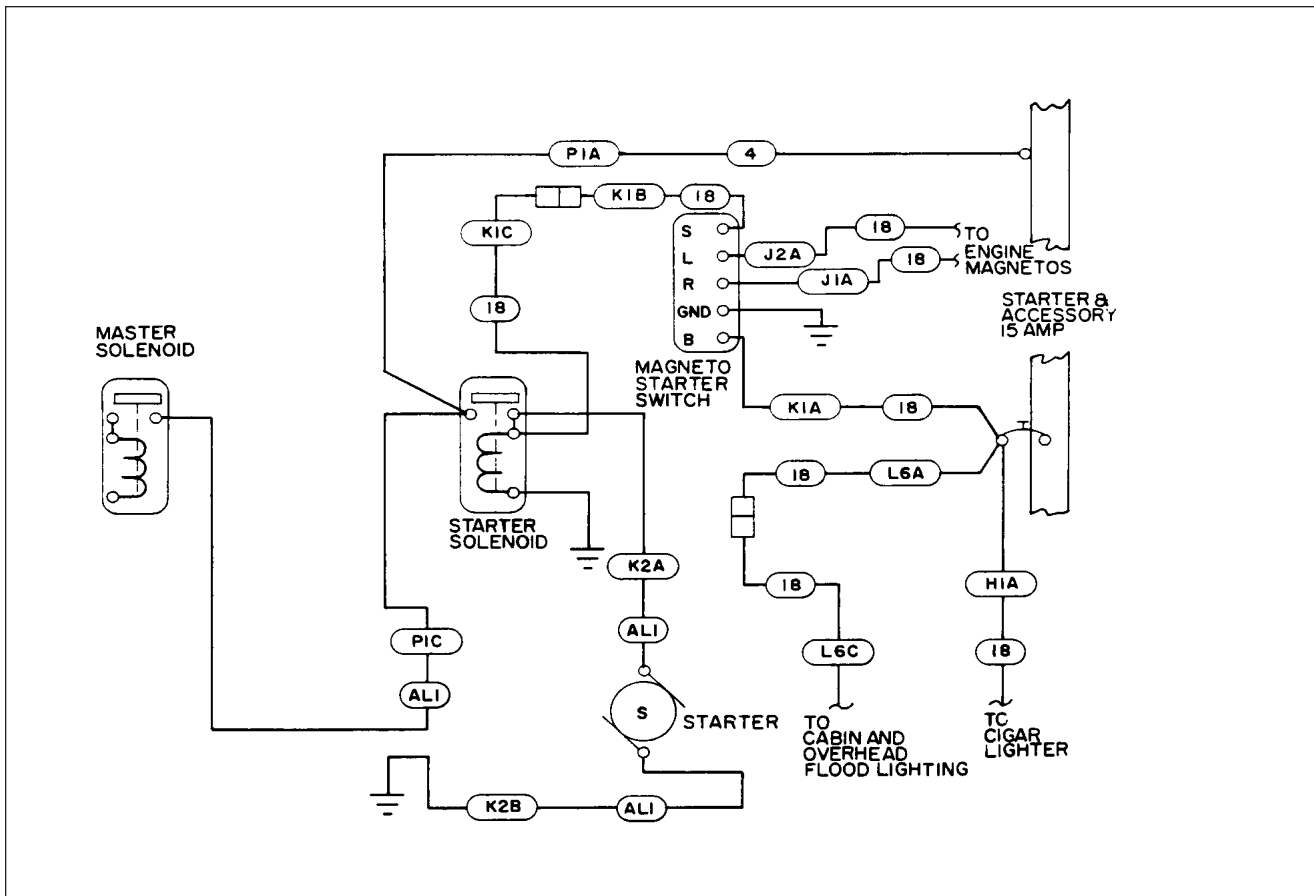 P1A
4
K1B
18
K1C
18
S
L
R
GND
B
J2A
18
TO
ENGINE
MAGNETOS
J1A
18
MAGNETO
STARTER
SWITCH
STARTER &
ACCESSORY
15 AMP
MASTER
SOLENOID
K1A
18
18
L6A
STARTER
SOLENOID
K2A
AL1
18
L6C
H1A
18
P1C
AL1
S
STARTER
TO
CABIN AND
OVERHEAD
FLOOD LIGHTING
TO
CIGAR
LIGHTER
K2B
AL1